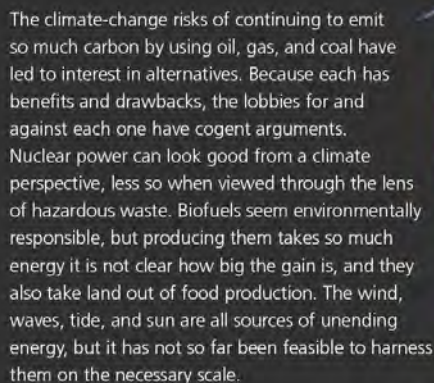 The climate-change risks of continuing to emit
so much carbon by using oil, gas, and coal have
led to interest in alternatives. Because each has
benefits and drawbacks, the lobbies for and
against each one have cogent arguments.
Nuclear power can look good from a climate
perspective, less so when viewed through the lens
of hazardous waste. Biofuels seem environmentally
responsible, but producing them takes so much
energy it is not clear how big the gain is, and they
also take land out of food production. The wind,
waves, tide, and sun are all sources of unending
energy, but it has not so far been feasible to harness
them on the necessary scale.